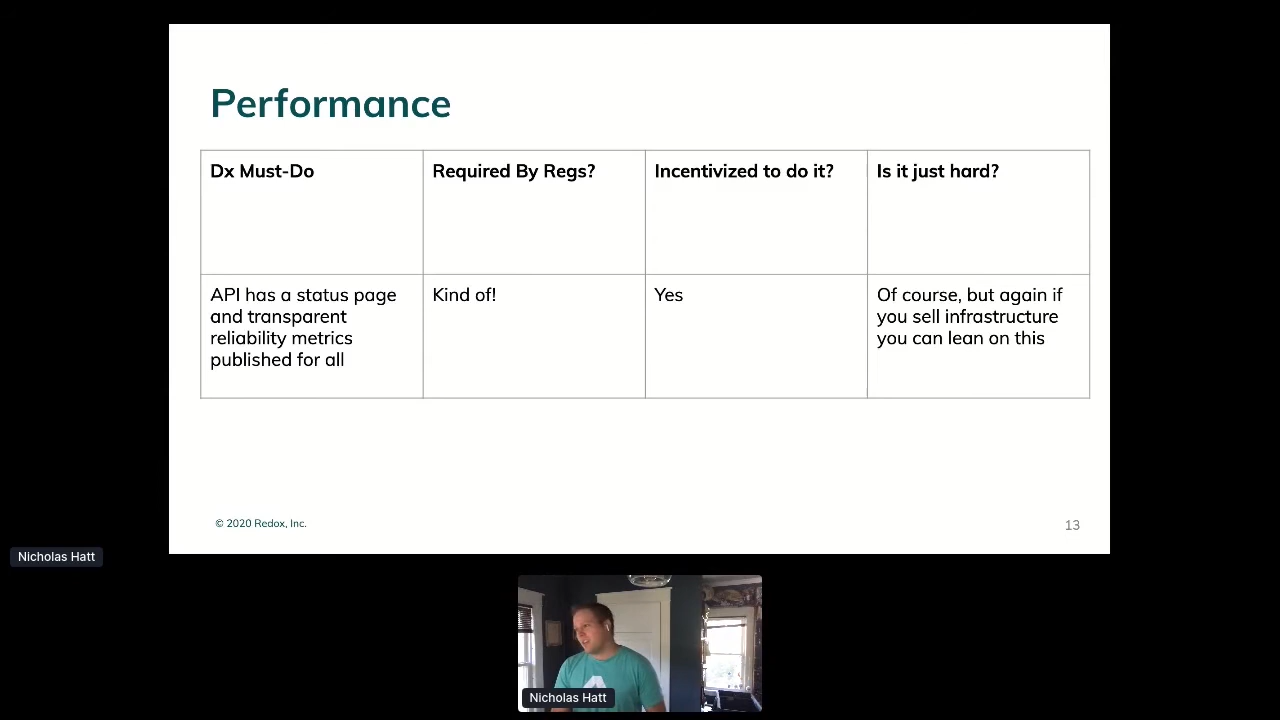 Performance
Dx Must-Do
Required By Regs?
Incentivized to do it?
Is it just hard?
API has a status page
and transparent
reliability metrics
published for all
Kind of!
Yes
Of course, but again if
you sell infrastructure
you can lean on this
© 2020 Redox, Inc.
13
Nicholas Hatt
Nicholas Hatt